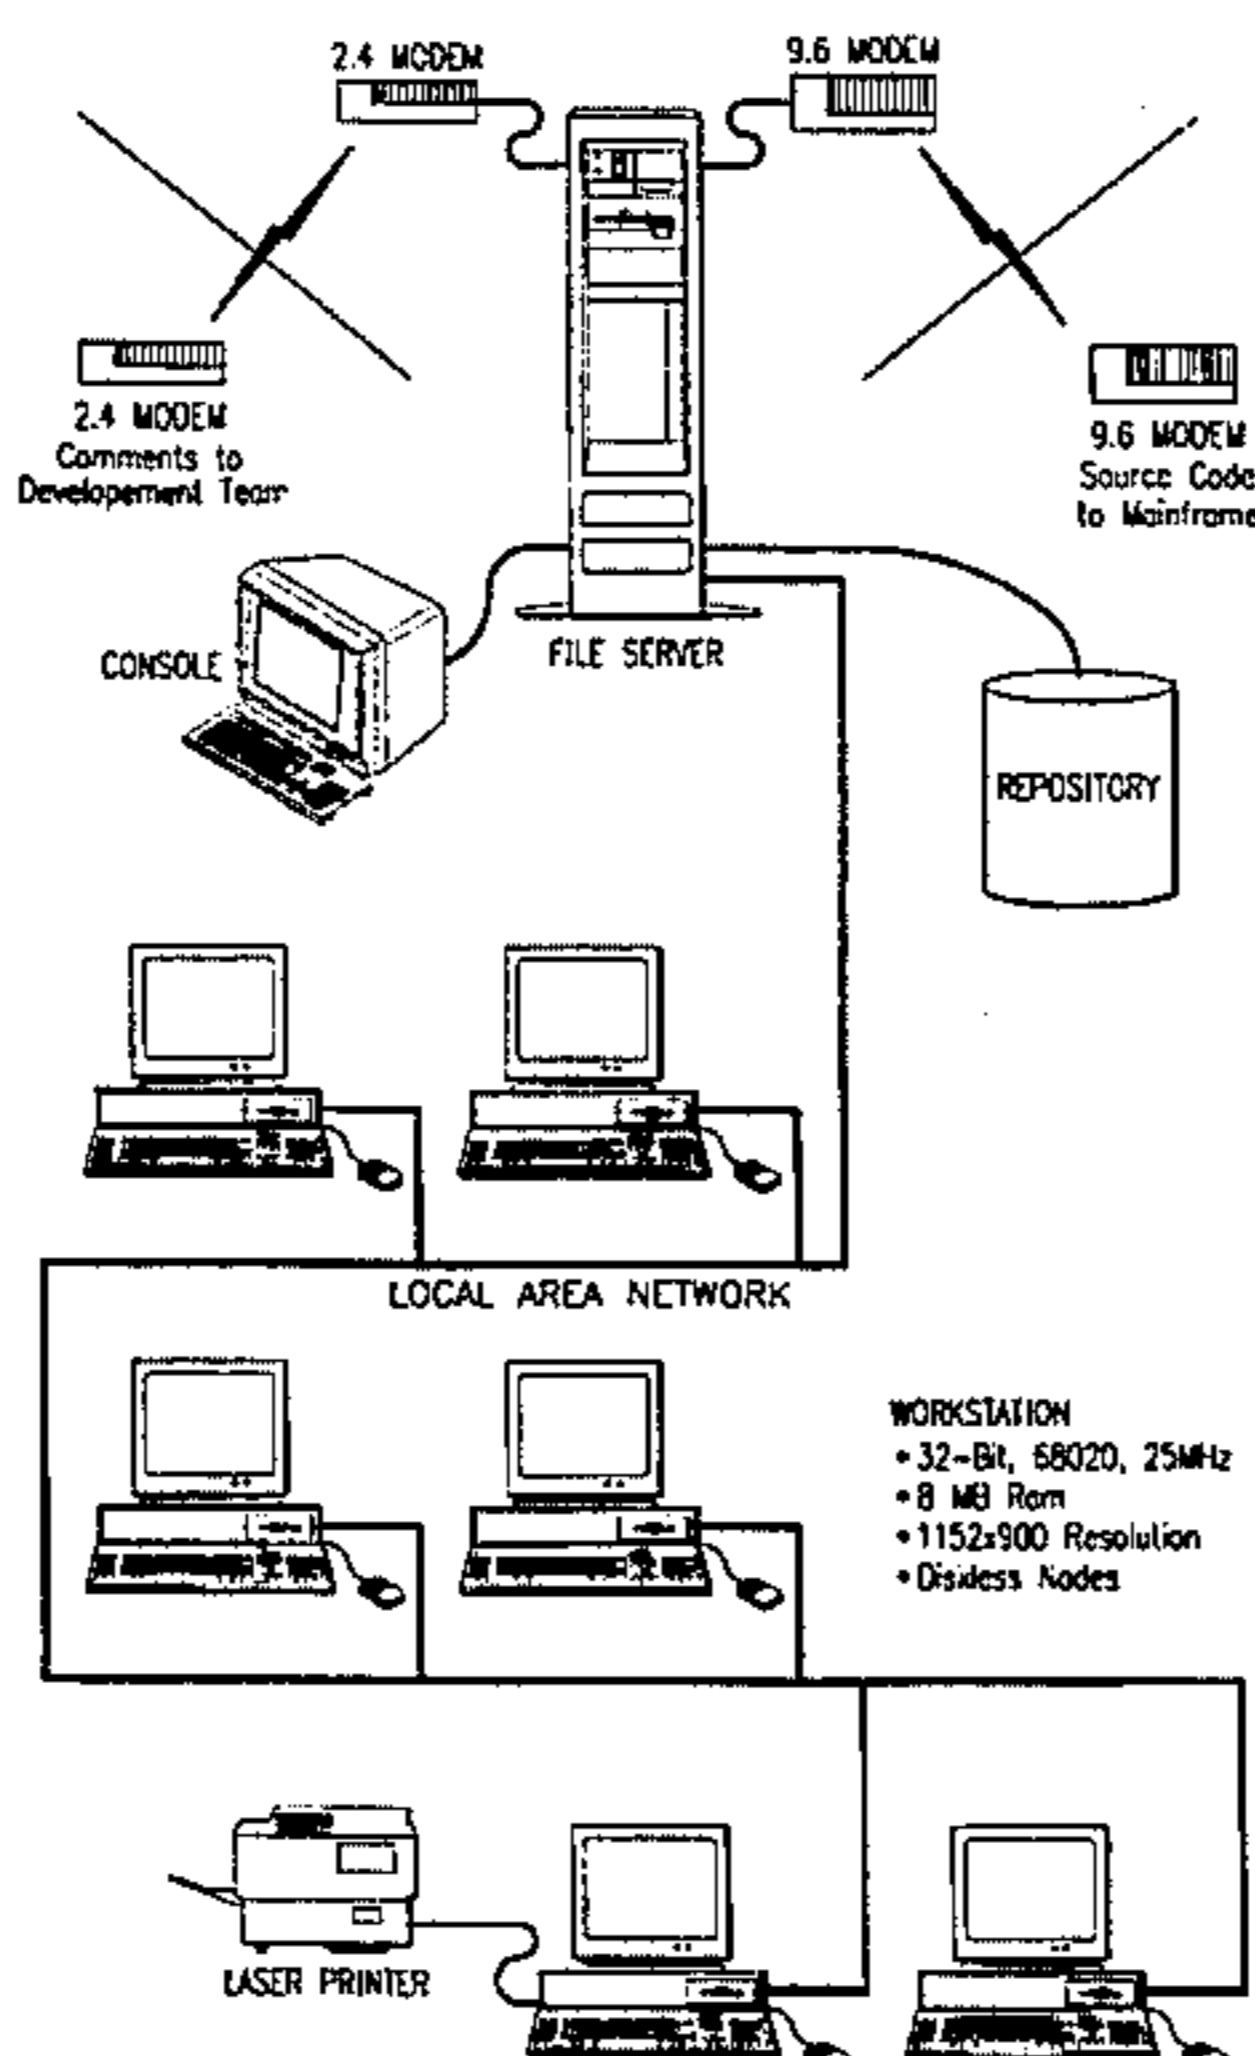 2.4 MODEM
9.6 MODEM
2.4 MODEM
Comments to
Developement Team
9.6 MODEM
Source Code
to Mainframe
CONSOLE
FILE SERVER
REPOSITORY
LOCAL AREA NETWORK
WORKSTATION
• 32-Bit, 68020, 25MHz
• 8 MB Ram
• 1152x900 Resolution
• Diskless Nodes
LASER PRINTER